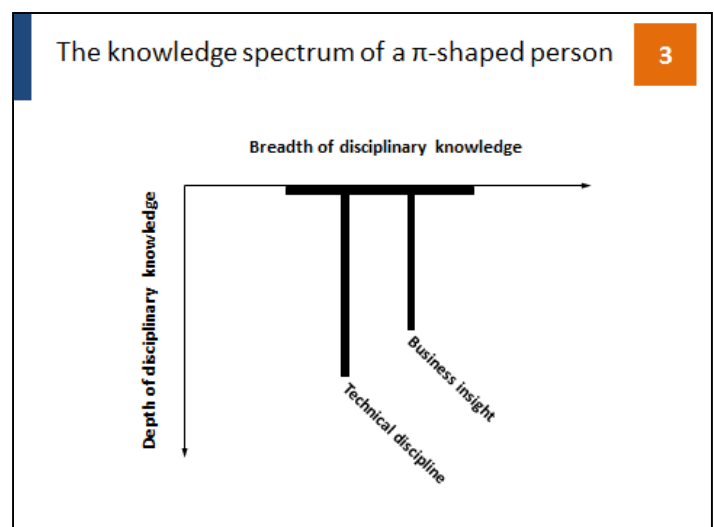 The knowledge spectrum of a π-shaped person
3
Breadth of disciplinary knowledge
Depth of disciplinary knowledge
Business insight
Technical discipline